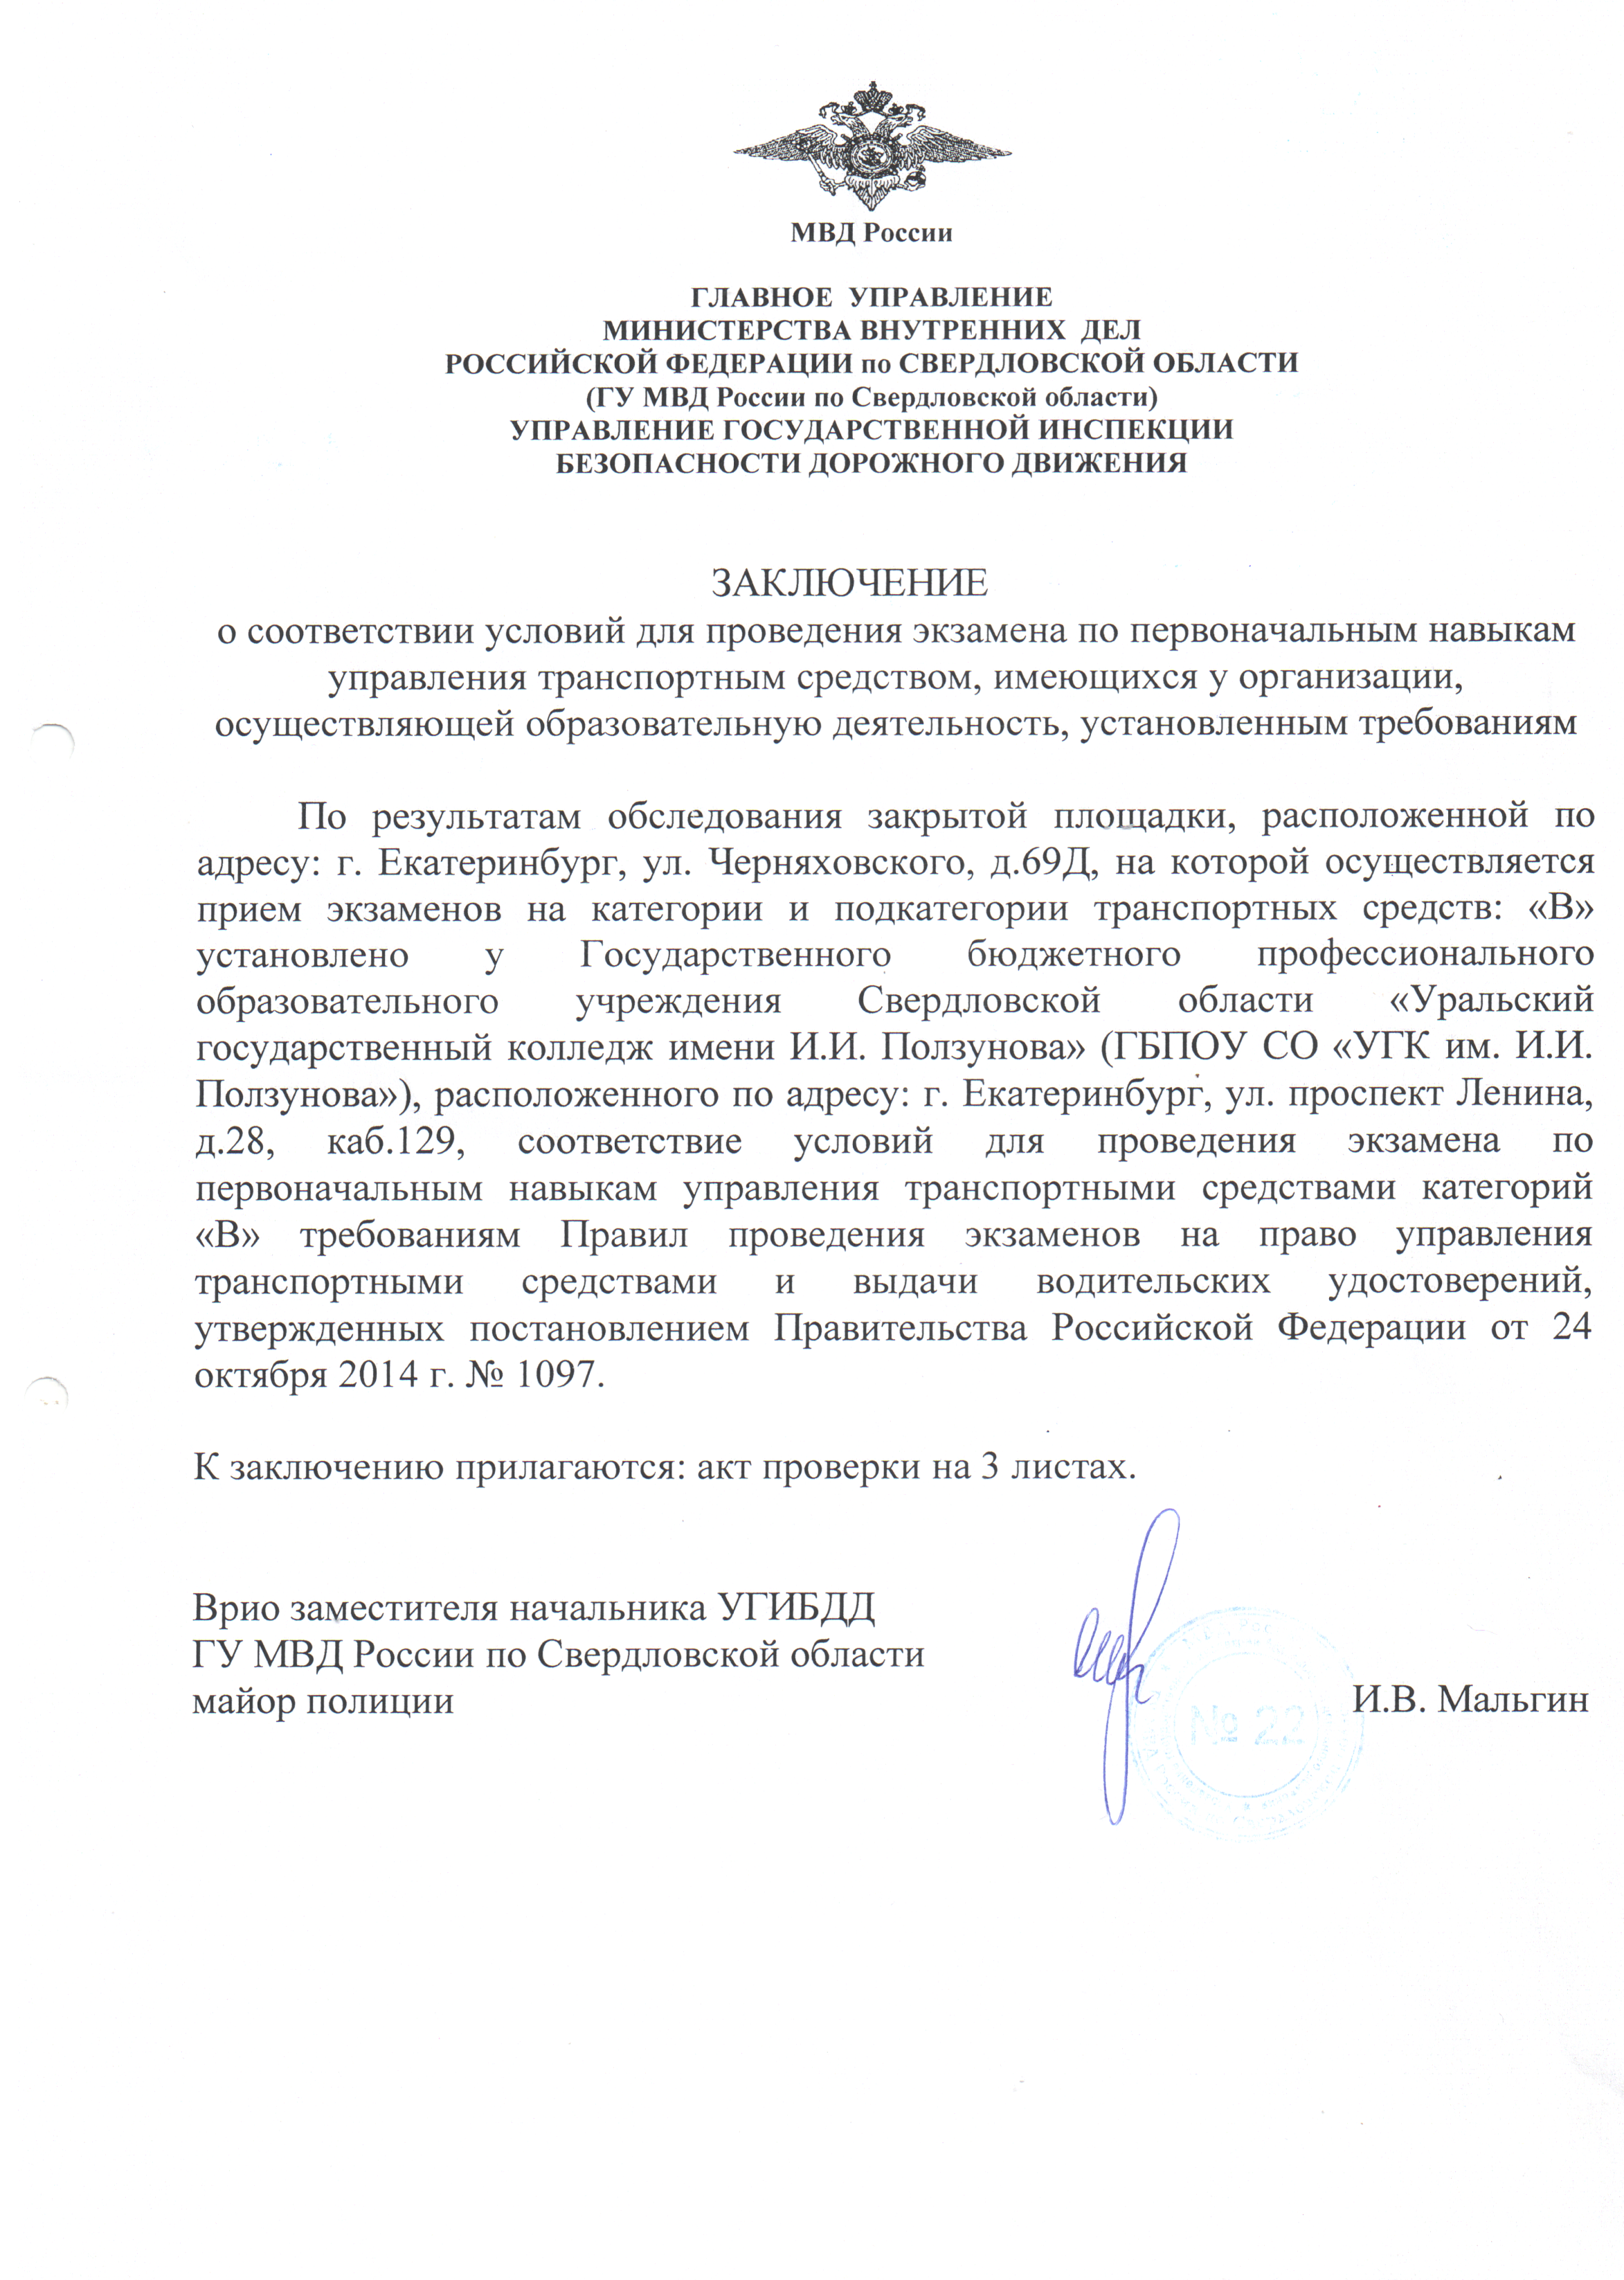 МВД России
ГЛАВНОЕ УПРАВЛЕНИЕ
МИНИСТЕРСТВА ВНУТРЕННИХ ДЕЛ
РОССИЙСКОЙ ФЕДЕРАЦИИ по СВЕРДЛОВСКОЙ ОБЛАСТИ
(ГУ МВД России по Свердловской области)
УПРАВЛЕНИЕ ГОСУДАРСТВЕННОЙ ИНСПЕКЦИИ
БЕЗОПАСНОСТИ ДОРОЖНОГО ДВИЖЕНИЯ
ЗАКЛЮЧЕНИЕ
о соответствии условий для проведения экзамена по первоначальным навыкам
управления транспортным средством, имеющихся у организации,
осуществляющей образовательную деятельность, установленным требованиям
По результатам обследования закрытой площадки, расположенной по
адресу: г. Екатеринбург, ул. Черняховского, д.69Д, на которой осуществляется
прием экзаменов на категории и подкатегории транспортных средств: «В»
установлено у Государственного бюджетного профессионального
образовательного учреждения Свердловской области «Уральский
государственный колледж имени И.И. Ползунова» (ГБПОУ СО «УГК им. И.И.
Ползунова»), расположенного по адресу: г. Екатеринбург, ул. проспект Ленина,
д.28, каб.129, соответствие условий для проведения экзамена по
первоначальным навыкам управления транспортными средствами категорий
«В» требованиям Правил проведения экзаменов на право управления
транспортными средствами и выдачи водительских удостоверений,
утвержденных постановлением Правительства Российской Федерации от 24
октября 2014 г. № 1097.
К заключению прилагаются: акт проверки на 3 листах.
Врио заместителя начальника УГИБДД
ГУ МВД России по Свердловской области
майор полиции И.В. Мальгин
№ 22